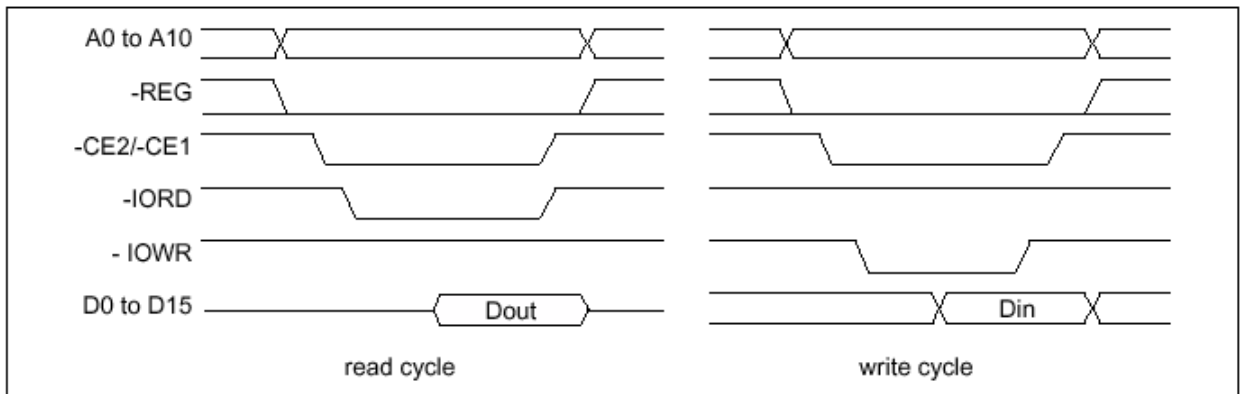 A0 to A10
-REG
-CE2/-CE1
-IORD
- IOWR
D0 to D15
Dout
Din
read cycle
write cycle